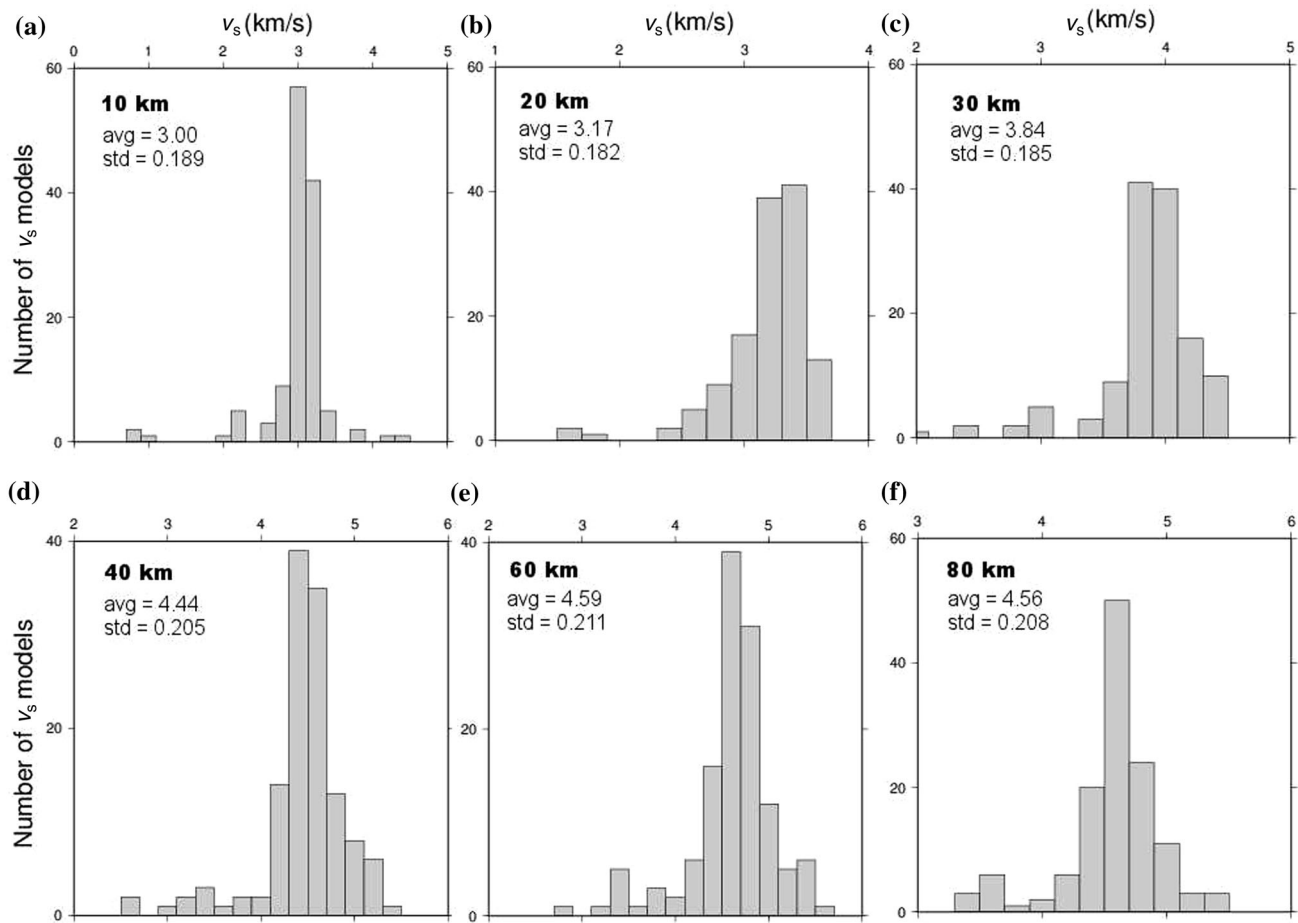 (a) vs (km/s) (b) vs (km/s) (c) vs (km/s)
0 1 2 3 4 5 1 2 3 4 2 3 4 5
60 60 60
10 km 20 km 30 km
avg = 3.00 avg = 3.17 avg = 3.84
std = 0.189 std = 0.182 std = 0.185
Number of vs models
40 40 40
20 20 20
0 0 0
(d) (e) (f)
2 3 4 5 6 2 3 4 5 6 3 4 5 6
40 40 60
40 km 60 km 80 km
avg = 4.44 avg = 4.59 avg = 4.56
std = 0.205 std = 0.211 std = 0.208
Number of vs models
40
20 20 20
0 0 0